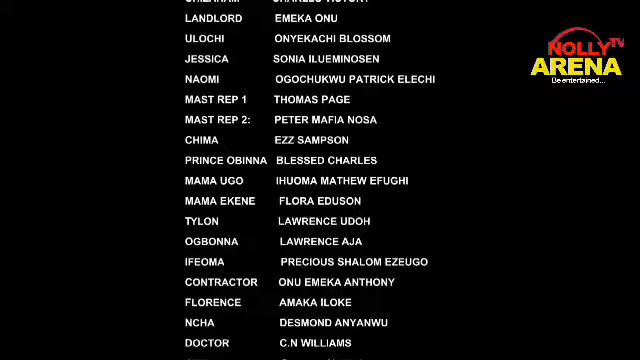 LANDLORD EMEKA ONU
ULOCHI ONYEKACHI BLOSSOM
JESSICA SONIA ILUEMINOSEN
NAOMI OGOCHUKWU PATRICK ELECHI
MAST REP 1 THOMAS PAGE
MAST REP 2: PETER MAFIA NOSA
CHIMA EZZ SAMPSON
PRINCE OBINNA BLESSED CHARLES
MAMA UGO IHUOMA MATHEW EFUGHI
MAMA EKENE FLORA EDUSON
TYLON LAWRENCE UDOH
OGBONNA LAWRENCE AJA
IFEOMA PRECIOUS SHALOM EZEUGO
CONTRACTOR ONU EMEKA ANTHONY
FLORENCE AMAKA ILOKE
NCHA DESMOND ANYANWU
DOCTOR C.N WILLIAMS
NOLLY TV
ARENA
Be entertained...